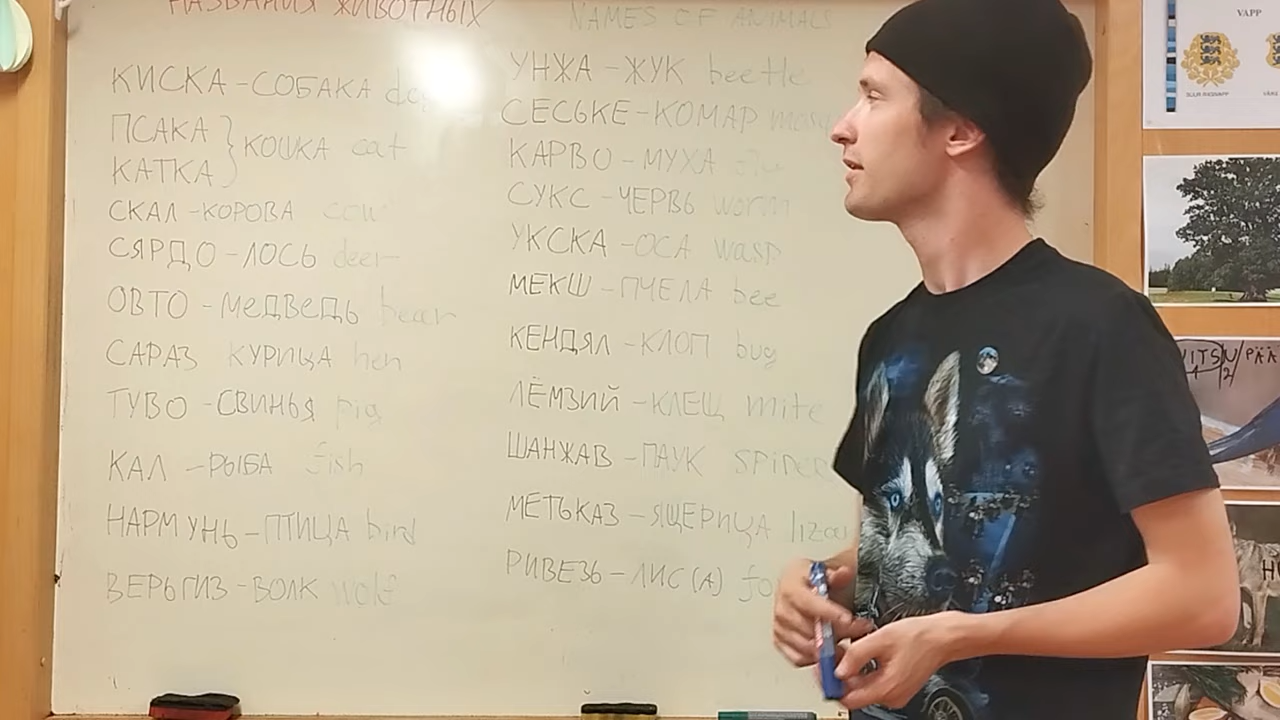 НАЗВАНИЯ ЖИВОТНЫХ
NAMES OF ANIMALS
КИСКА - СОБАКА
ПСАКА
КАТКА
} КОШКА cat
СКАЛ - КОРОВА cow
СЯРДО - ЛОСЬ deer
ОВТО - МЕДВЕДЬ bear
САРАЗ КУРИЦА hen
ТУВО - СВИНЬЯ pig
КАЛ - РЫБА fish
НАРМУНЬ - ПТИЦА bird
ВЕРЬГИЗ - ВОЛК wolf
УНЖА - ЖУК beetle
СЕСЬКЕ - КОМАР
КАРВО - МУХА
СУКС - ЧЕРВЬ worm
УКСКА - ОСА wasp
МЕКШ - ПЧЕЛА bee
КЕНДЯЛ - КЛОП bug
ЛЁМЗИЙ - КЛЕЩ mite
ШАНЖАВ - ПАУК
МЕТЬКАЗ - ЯЩЕРИЦА
РИВЕЗЬ - ЛИС(А)
VAPP
SUUR RIIGIVAPP